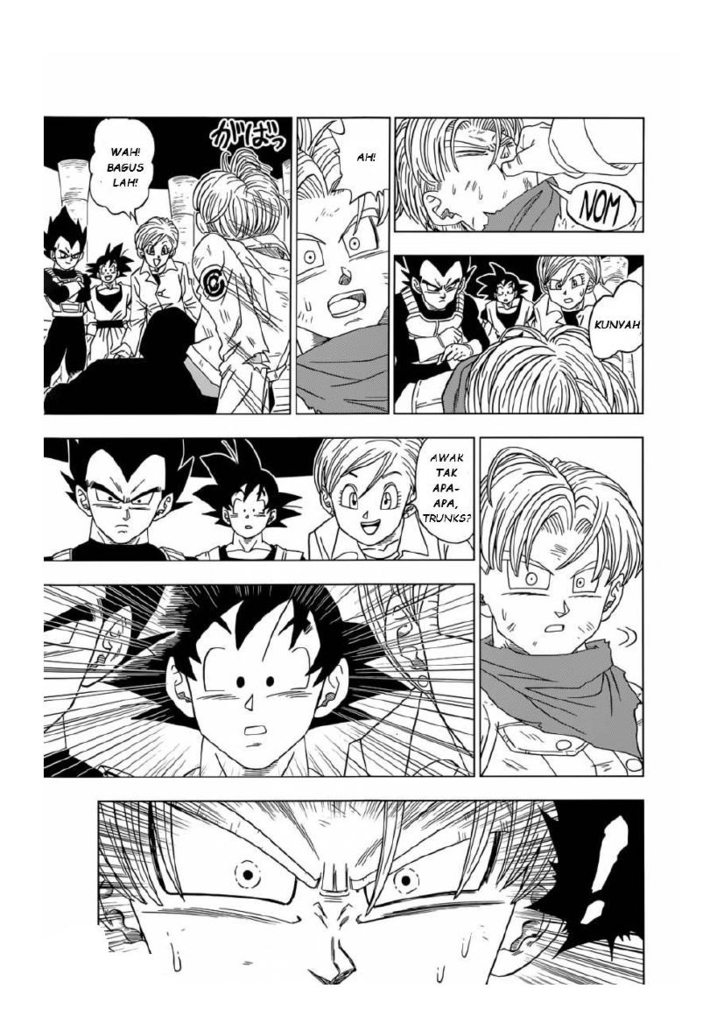 NOM
KUNYAH
AH!
がばっ
WAH!
BAGUS
LAH!
AWAK
TAK
APA-
APA,
TRUNKS?
!